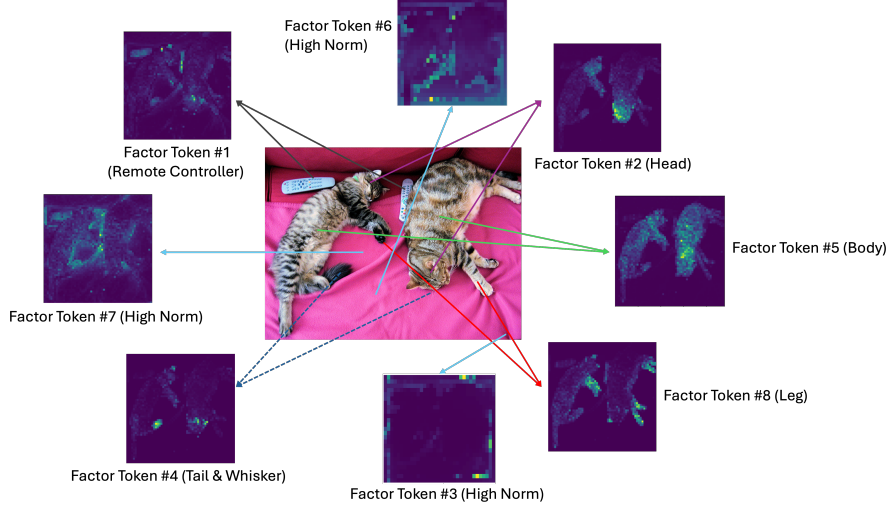 Factor Token #6
(High Norm)
Factor Token #1
(Remote Controller)
Factor Token #2 (Head)
Factor Token #5 (Body)
Factor Token #7 (High Norm)
Factor Token #8 (Leg)
Factor Token #4 (Tail & Whisker)
Factor Token #3 (High Norm)